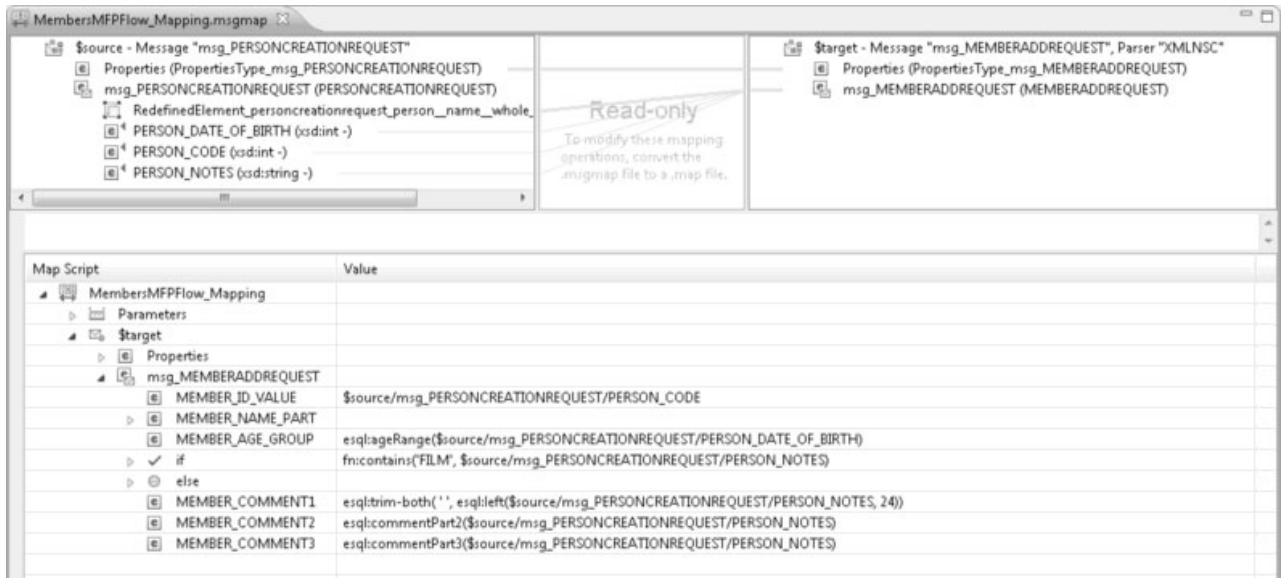 MembersMFPFlow_Mapping.msgmap
$source - Message "msg_PERSONCREATIONREQUEST"
Properties (PropertiesType_msg_PERSONCREATIONREQUEST)
msg_PERSONCREATIONREQUEST (PERSONCREATIONREQUEST)
RedefinedElement_personcreationrequest_person__name__whole_
PERSON_DATE_OF_BIRTH (xsd:int -)
PERSON_CODE (xsd:int -)
PERSON_NOTES (xsd:string -)
Read-only
To modify these mapping
operations, convert the
.msgmap file to a .map file.
$target - Message "msg_MEMBERADDREQUEST", Parser "XMLNSC"
Properties (PropertiesType_msg_MEMBERADDREQUEST)
msg_MEMBERADDREQUEST (MEMBERADDREQUEST)
Map Script Value
MembersMFPFlow_Mapping
Parameters
$target
Properties
msg_MEMBERADDREQUEST
MEMBER_ID_VALUE $source/msg_PERSONCREATIONREQUEST/PERSON_CODE
MEMBER_NAME_PART
MEMBER_AGE_GROUP esql:ageRange($source/msg_PERSONCREATIONREQUEST/PERSON_DATE_OF_BIRTH)
if fn:contains("FILM", $source/msg_PERSONCREATIONREQUEST/PERSON_NOTES)
else
MEMBER_COMMENT1 esql:trim-both( ' ', esql:left($source/msg_PERSONCREATIONREQUEST/PERSON_NOTES, 24))
MEMBER_COMMENT2 esql:commentPart2($source/msg_PERSONCREATIONREQUEST/PERSON_NOTES)
MEMBER_COMMENT3 esql:commentPart3($source/msg_PERSONCREATIONREQUEST/PERSON_NOTES)